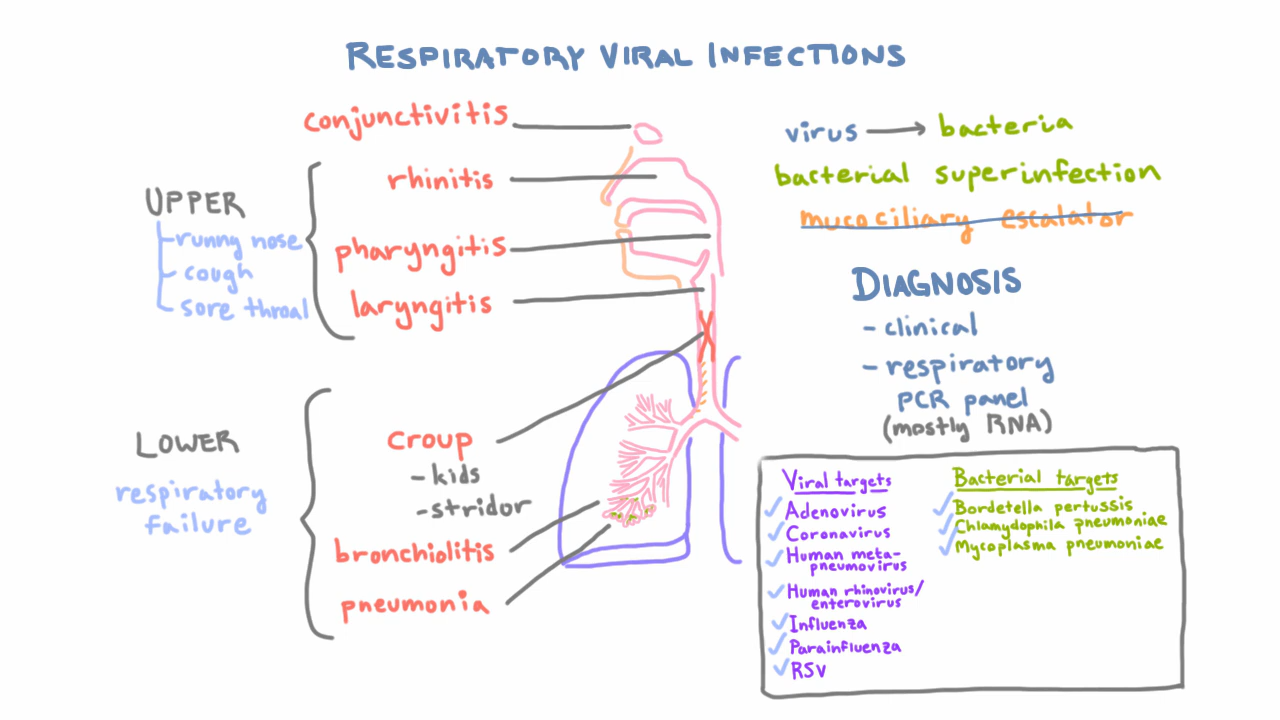 RESPIRATORY VIRAL INFECTIONS
conjunctivitis
UPPER
- runny nose
- cough
- sore throat
rhinitis
pharyngitis
laryngitis
LOWER
respiratory
failure
croup
- kids
- stridor
bronchiolitis
pneumonia
virus → bacteria
bacterial superinfection
mucociliary escalator
DIAGNOSIS
- clinical
- respiratory
PCR panel
(mostly RNA)
Viral targets
✓ Adenovirus
✓ Coronavirus
✓ Human meta-
pneumovirus
✓ Human rhinovirus/
enterovirus
✓ Influenza
✓ Parainfluenza
✓ RSV
Bacterial targets
✓ Bordetella pertussis
✓ Chlamydophila pneumoniae
✓ Mycoplasma pneumoniae